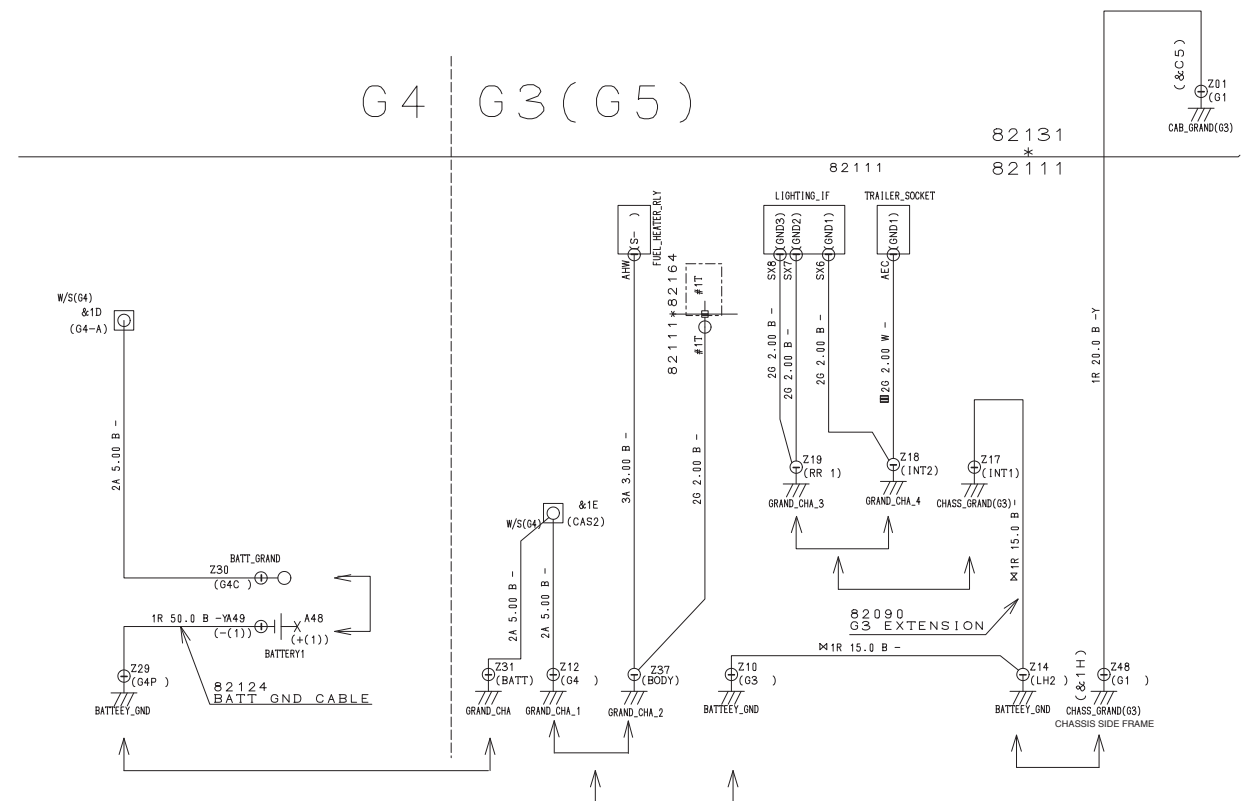 G4
G3(G5)
(&C5)
Z01
(G1
CAB_GRAND(G3)
82131
*
82111
82111
FUEL_HEATER_RLY
(S- )
AHW
82111*82164
#1T
#1T
LIGHTING_IF
(GND3)
(GND2)
(GND1)
SX8
SX7
SX6
TRAILER_SOCKET
(GND1)
AEC
W/S(G4)
&1D
(G4-A)
2A 5.00 B -
3A 3.00 B -
2G 2.00 B -
2G 2.00 B -
2G 2.00 B -
2G 2.00 B -
2G 2.00 W -
1R 20.0 B -Y
Z19
(RR 1)
GRAND_CHA_3
Z18
(INT2)
GRAND_CHA_4
Z17
(INT1)
CHASS_GRAND(G3)
1R 15.0 B -
W/S(G4)
&1E
(CAS2)
2A 5.00 B -
2A 5.00 B -
BATT_GRAND
Z30
(G4C )
1R 50.0 B -Y
A49
(-(1))
A48
(+(1))
BATTERY1
82090
G3 EXTENSION
1R 15.0 B -
Z29
(G4P )
BATTEEY_GND
82124
BATT GND CABLE
Z31
(BATT)
GRAND_CHA
Z12
(G4 )
GRAND_CHA_1
Z37
(BODY)
GRAND_CHA_2
Z10
(G3 )
BATTEEY_GND
Z14
(LH2 )
BATTEEY_GND
(&1H)
Z48
(G1 )
CHASS_GRAND(G3)
CHASSIS SIDE FRAME